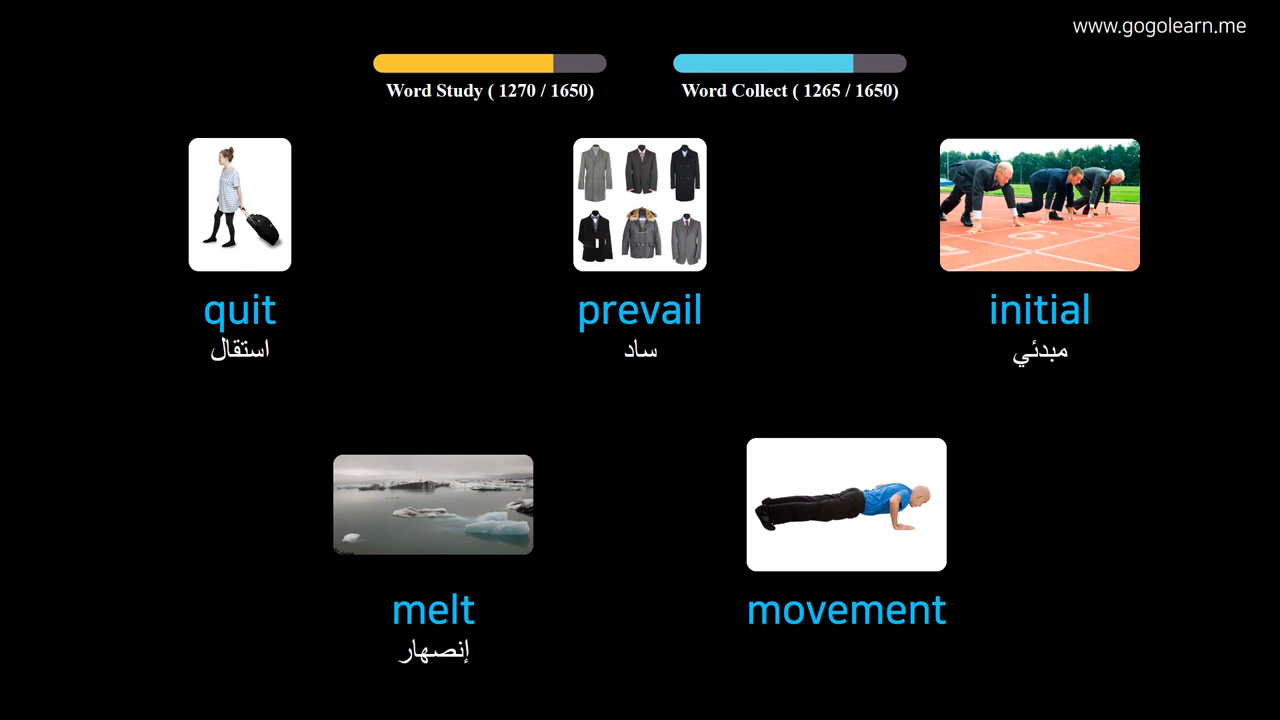 www.gogolearn.me
Word Study ( 1270 / 1650)
Word Collect ( 1265 / 1650)
quit
استقال
prevail
ساد
initial
مبدئي
melt
إنصهار
movement